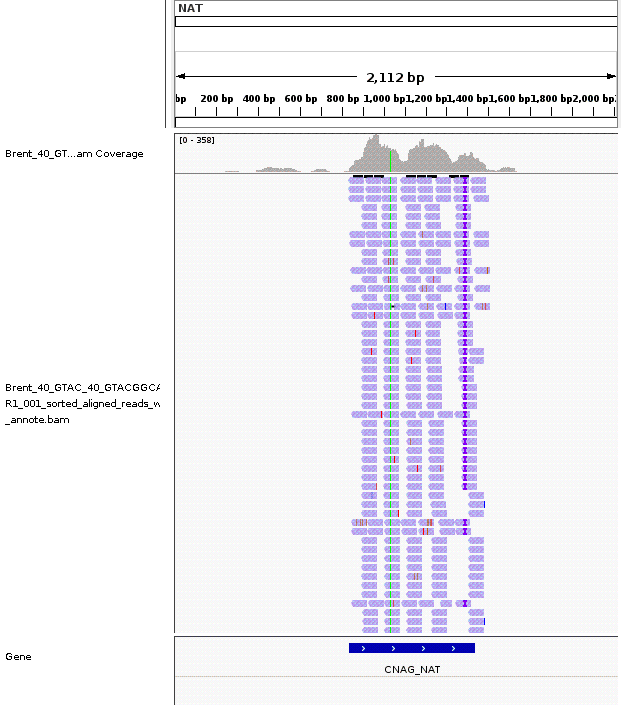 NAT
2,112 bp
bp 200 bp 400 bp 600 bp 800 bp 1,000 bp 1,200 bp 1,400 bp 1,600 bp 1,800 bp 2,000 bp
[0 - 358]
Brent_40_GT...am Coverage
Brent_40_GTAC_40_GTACGGCA
R1_001_sorted_aligned_reads_w
_annote.bam
Gene
CNAG_NAT